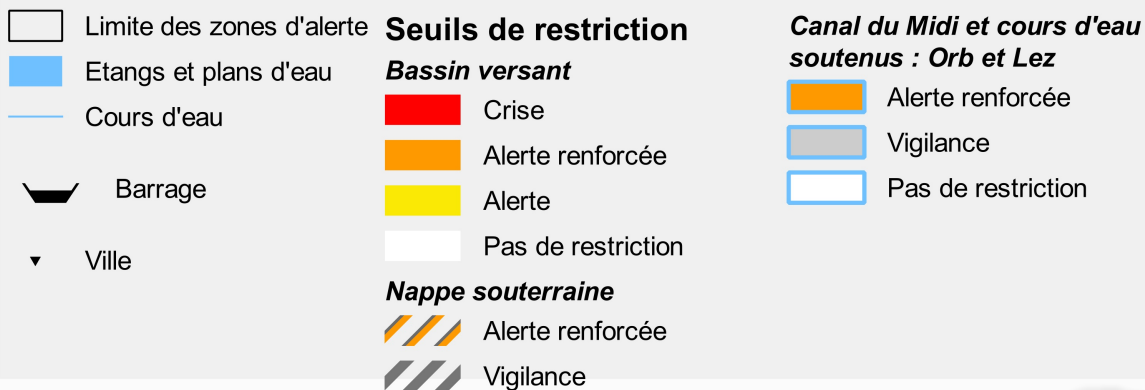 Limite des zones d'alerte
Etangs et plans d'eau
Cours d'eau
Barrage
Ville
Seuils de restriction
Bassin versant
Crise
Alerte renforcée
Alerte
Pas de restriction
Nappe souterraine
Alerte renforcée
Vigilance
Canal du Midi et cours d'eau
soutenus : Orb et Lez
Alerte renforcée
Vigilance
Pas de restriction